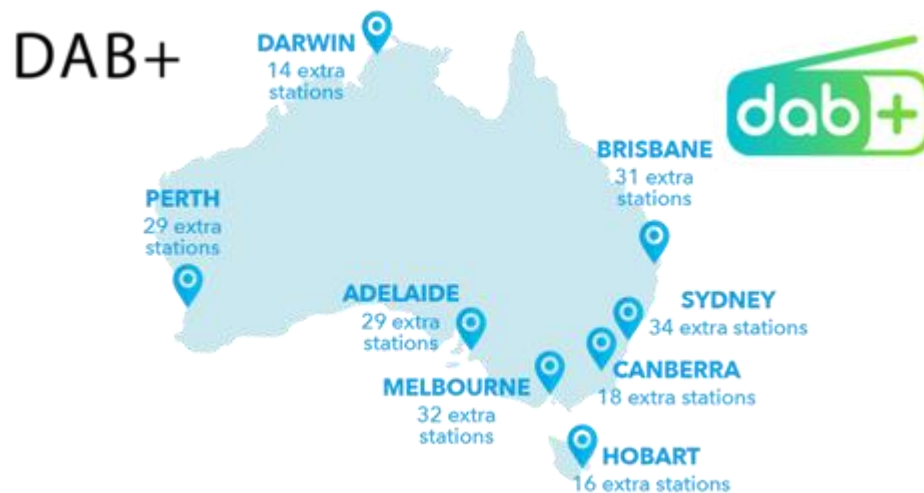 DAB+
DARWIN
14 extra
stations
dab+
BRISBANE
31 extra
stations
PERTH
29 extra
stations
ADELAIDE
29 extra
stations
SYDNEY
34 extra stations
CANBERRA
18 extra stations
MELBOURNE
32 extra
stations
HOBART
16 extra stations